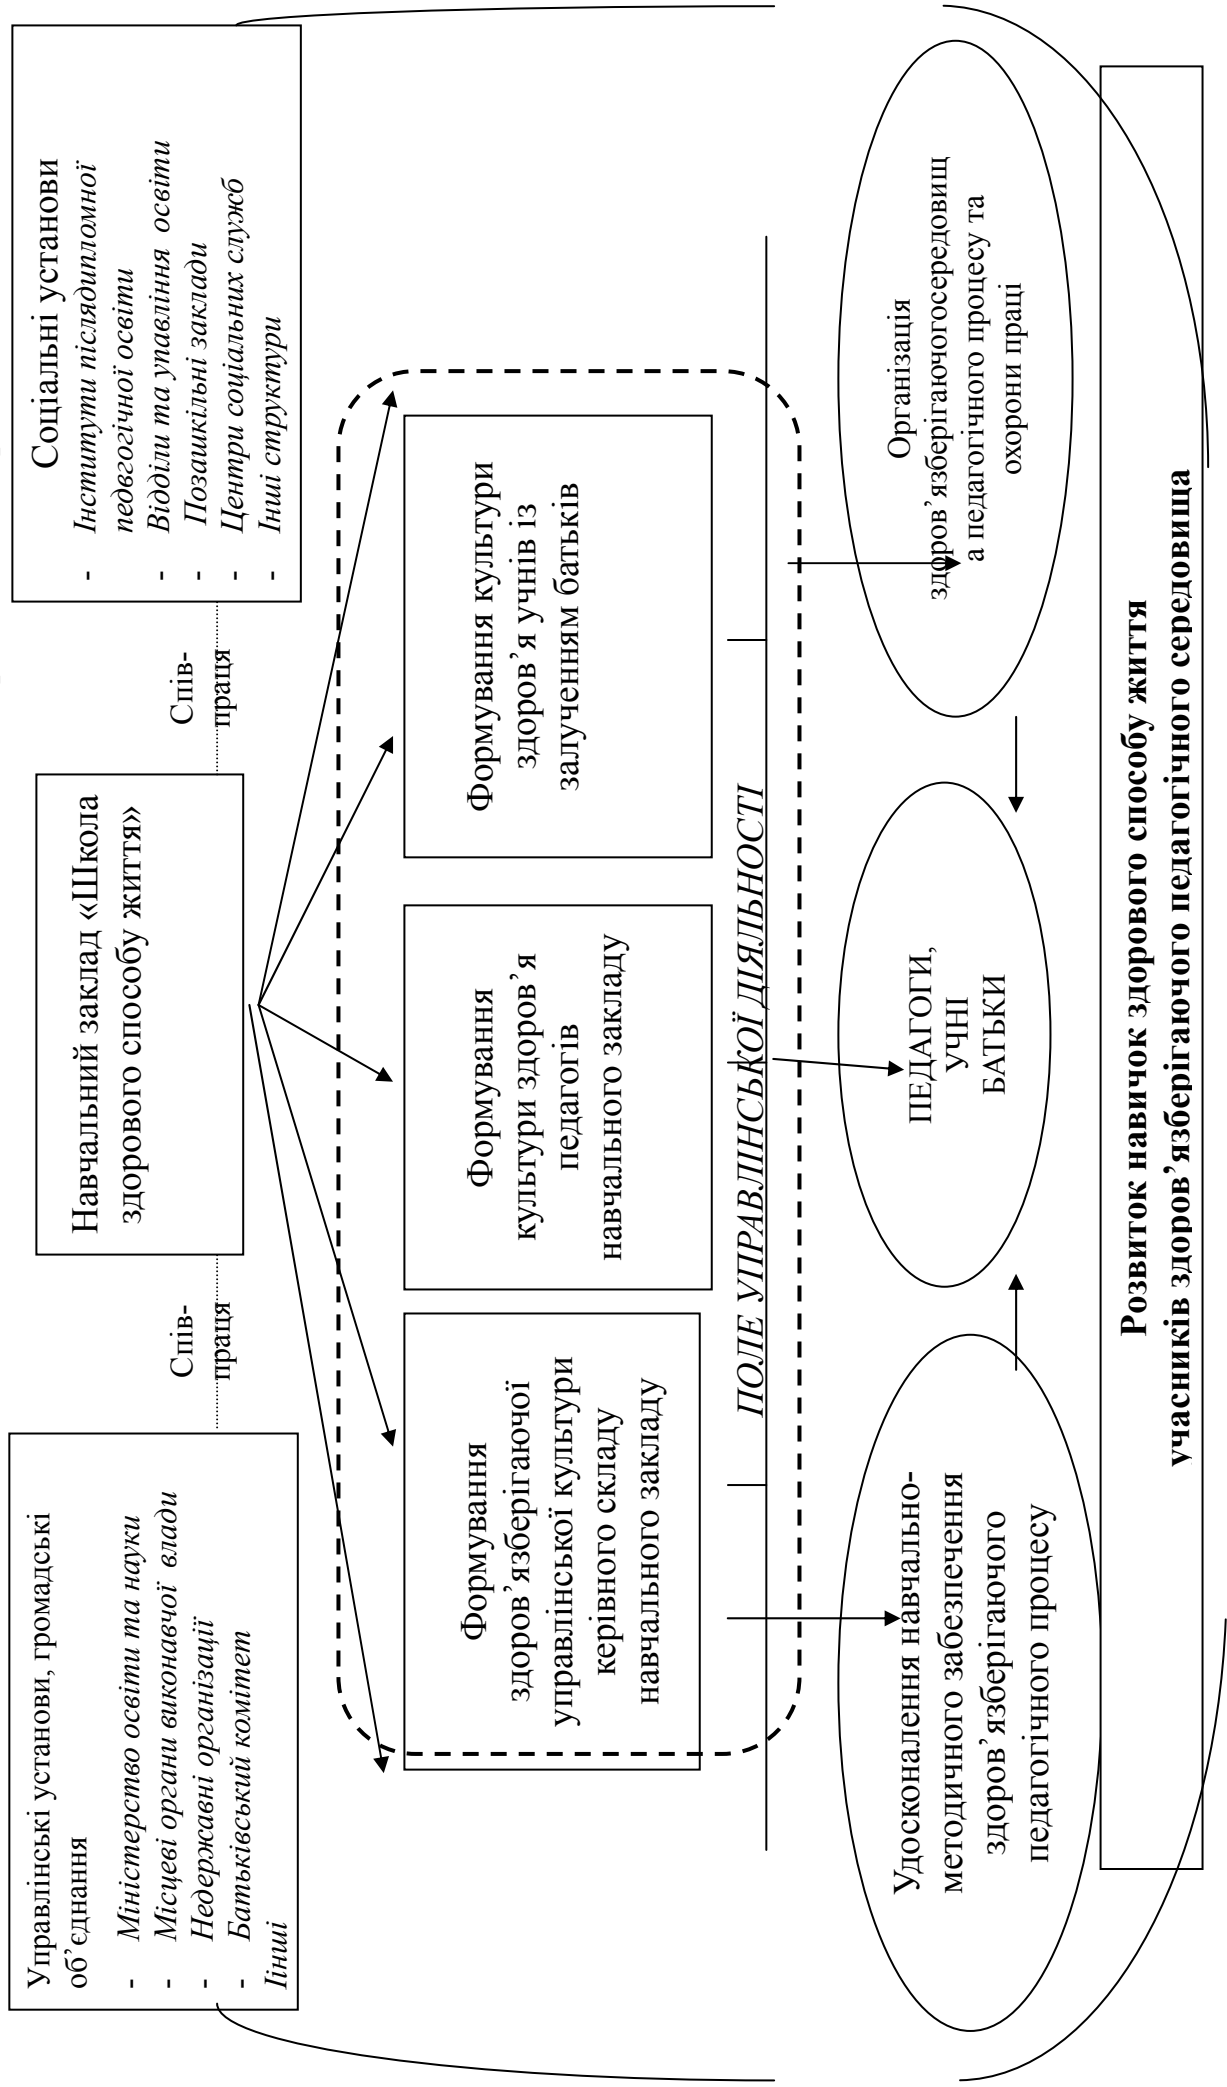 Управлінські установи, громадські
об’єднання
- Міністерство освіти та науки
- Місцеві органи виконавчої влади
- Недержавні організації
- Батьківський комітет
Іінші
Спів-
праця
Навчальний заклад «Школа
здорового способу життя»
Спів-
праця
Соціальні установи
- Інститути післядипломної
педвгогічної освіти
- Відділи та упавління освіти
- Позашкільні заклади
- Центри соціальних служб
- Інші структури
Формування
здоров’язберігаючої
управлінської культури
керівного складу
навчального закладу
Формування
культури здоров’я
педагогів
навчального закладу
Формування культури
здоров’я учнів із
залученням батьків
ПОЛЕ УПРАВЛІНСЬКОЇ ДІЯЛЬНОСТІ
Удосконалення навчально-
методичного забезпечення
здоров’язберігаючого
педагогічного процесу
ПЕДАГОГИ,
УЧНІ
БАТЬКИ
Організація
здоров’язберігаючогосередовищ
а педагогічного процесу та
охорони праці
Розвиток навичок здорового способу життя
учасників здоров’язберігаючого педагогічного середовища